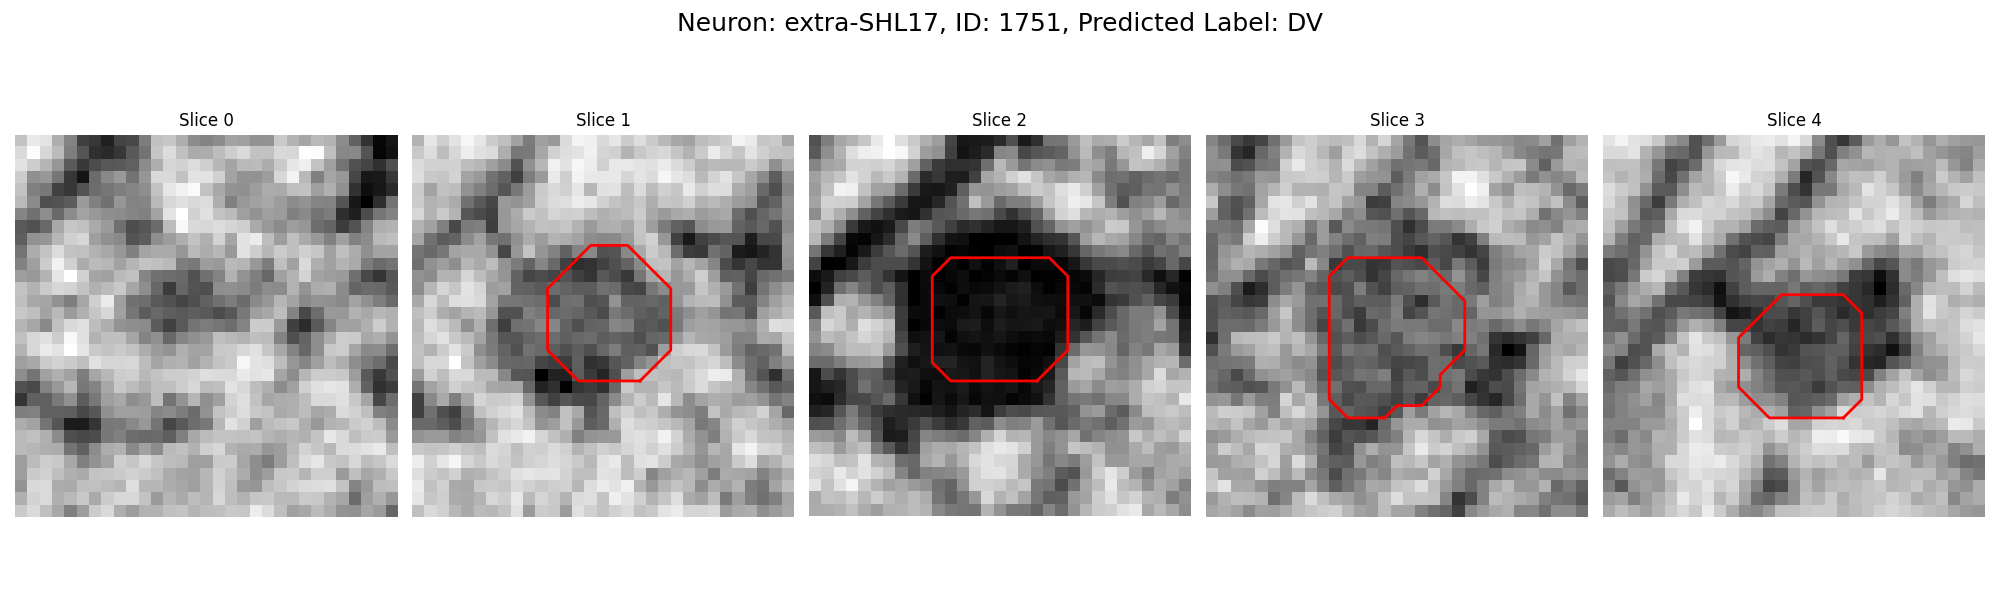 Neuron: extra-SHL17, ID: 1751, Predicted Label: DV
Slice 0
Slice 1
Slice 2
Slice 3
Slice 4